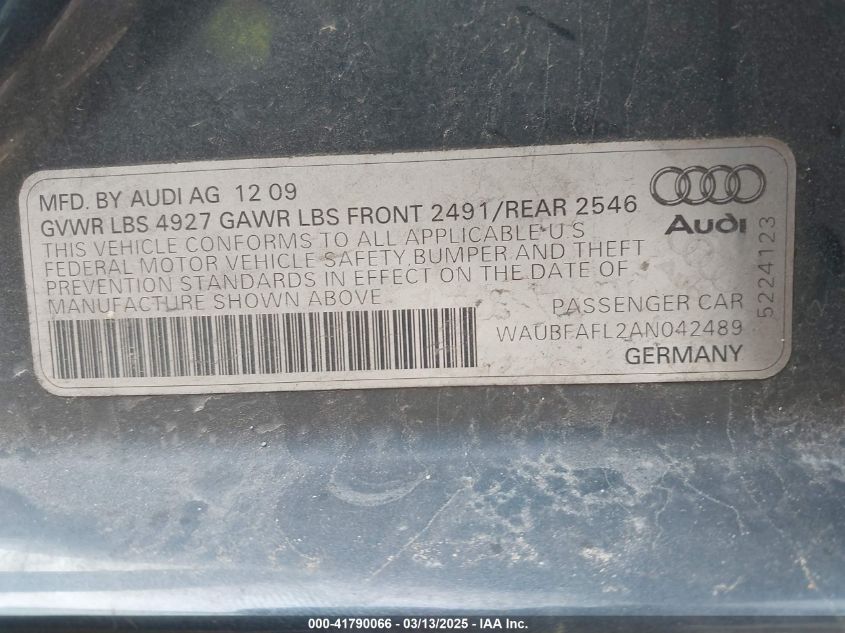 MFD. BY AUDI AG 12 09
GVWR LBS 4927 GAWR LBS FRONT 2491/REAR 2546
THIS VEHICLE CONFORMS TO ALL APPLICABLE U S
FEDERAL MOTOR VEHICLE SAFETY, BUMPER AND THEFT
PREVENTION STANDARDS IN EFFECT ON THE DATE OF
MANUFACTURE SHOWN ABOVE
PASSENGER CAR
WAUBFAFL2AN042489
GERMANY
Audi
5224123
000-41790066 - 03/13/2025 - IAA Inc.